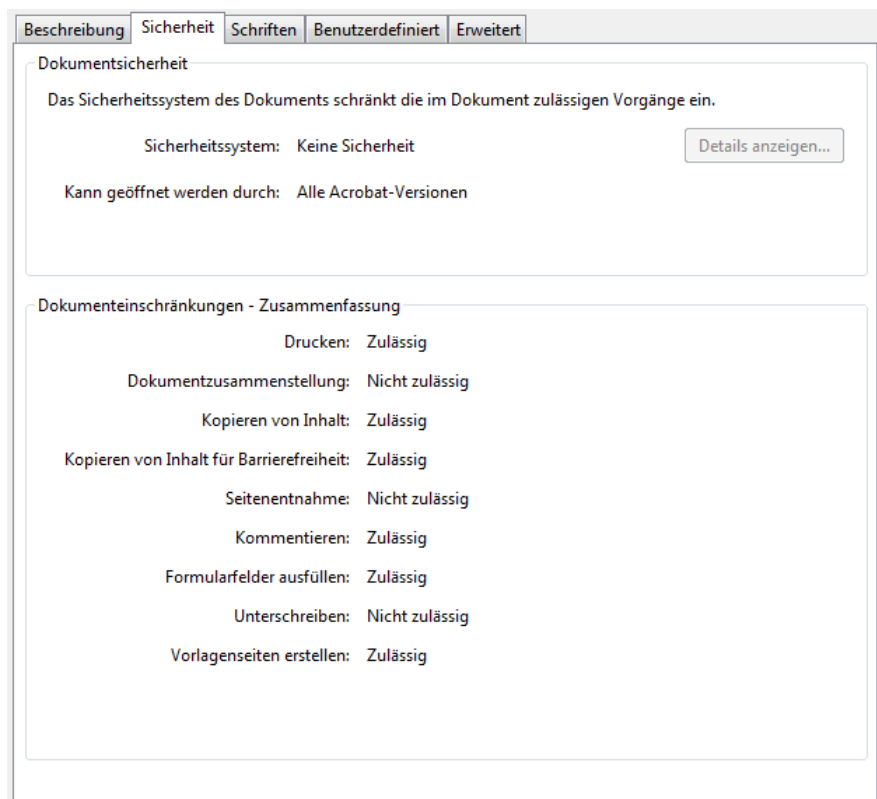 Beschreibung Sicherheit Schriften Benutzerdefiniert Erweitert
Dokumentsicherheit
Das Sicherheitssystem des Dokuments schränkt die im Dokument zulässigen Vorgänge ein.
Sicherheitssystem: Keine Sicherheit Details anzeigen...
Kann geöffnet werden durch: Alle Acrobat-Versionen
Dokumenteinschränkungen - Zusammenfassung
Drucken: Zulässig
Dokumentzusammenstellung: Nicht zulässig
Kopieren von Inhalt: Zulässig
Kopieren von Inhalt für Barrierefreiheit: Zulässig
Seitenentnahme: Nicht zulässig
Kommentieren: Zulässig
Formularfelder ausfüllen: Zulässig
Unterschreiben: Nicht zulässig
Vorlagenseiten erstellen: Zulässig